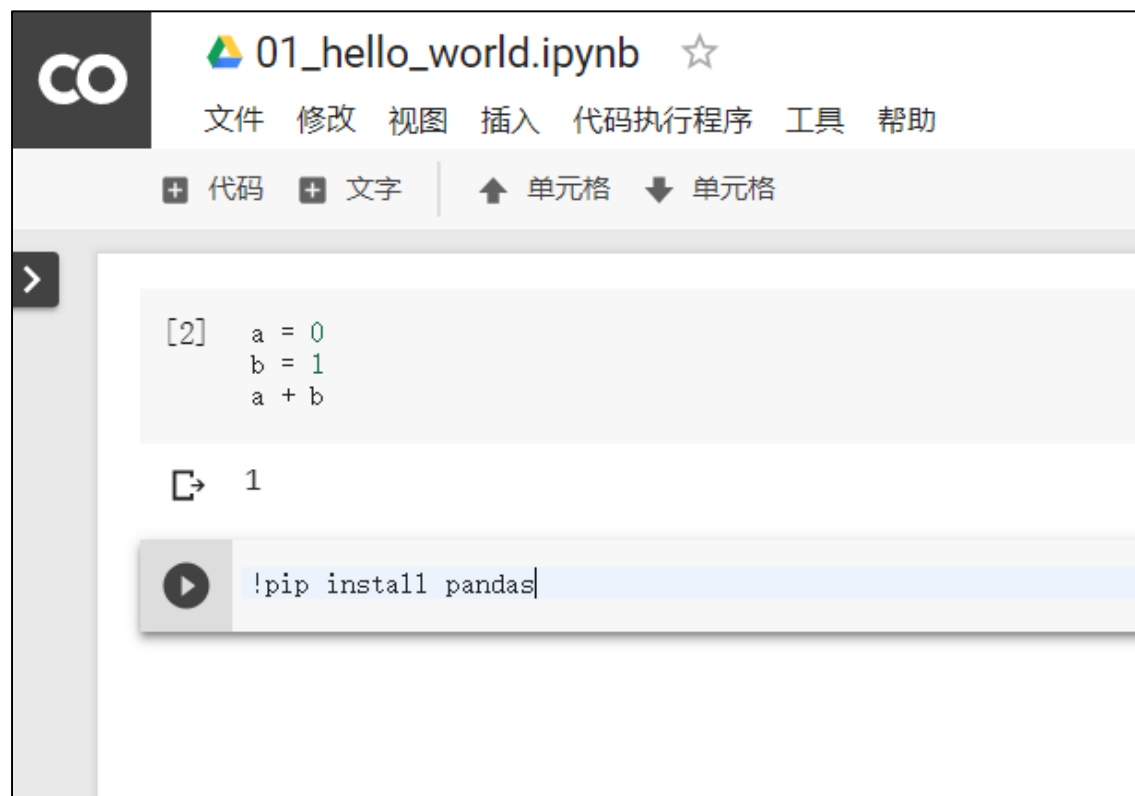 CO
01_hello_world.ipynb
文件 修改 视图 插入 代码执行程序 工具 帮助
代码 文字 单元格 单元格
[2] a = 0
b = 1
a + b
1
!pip install pandas